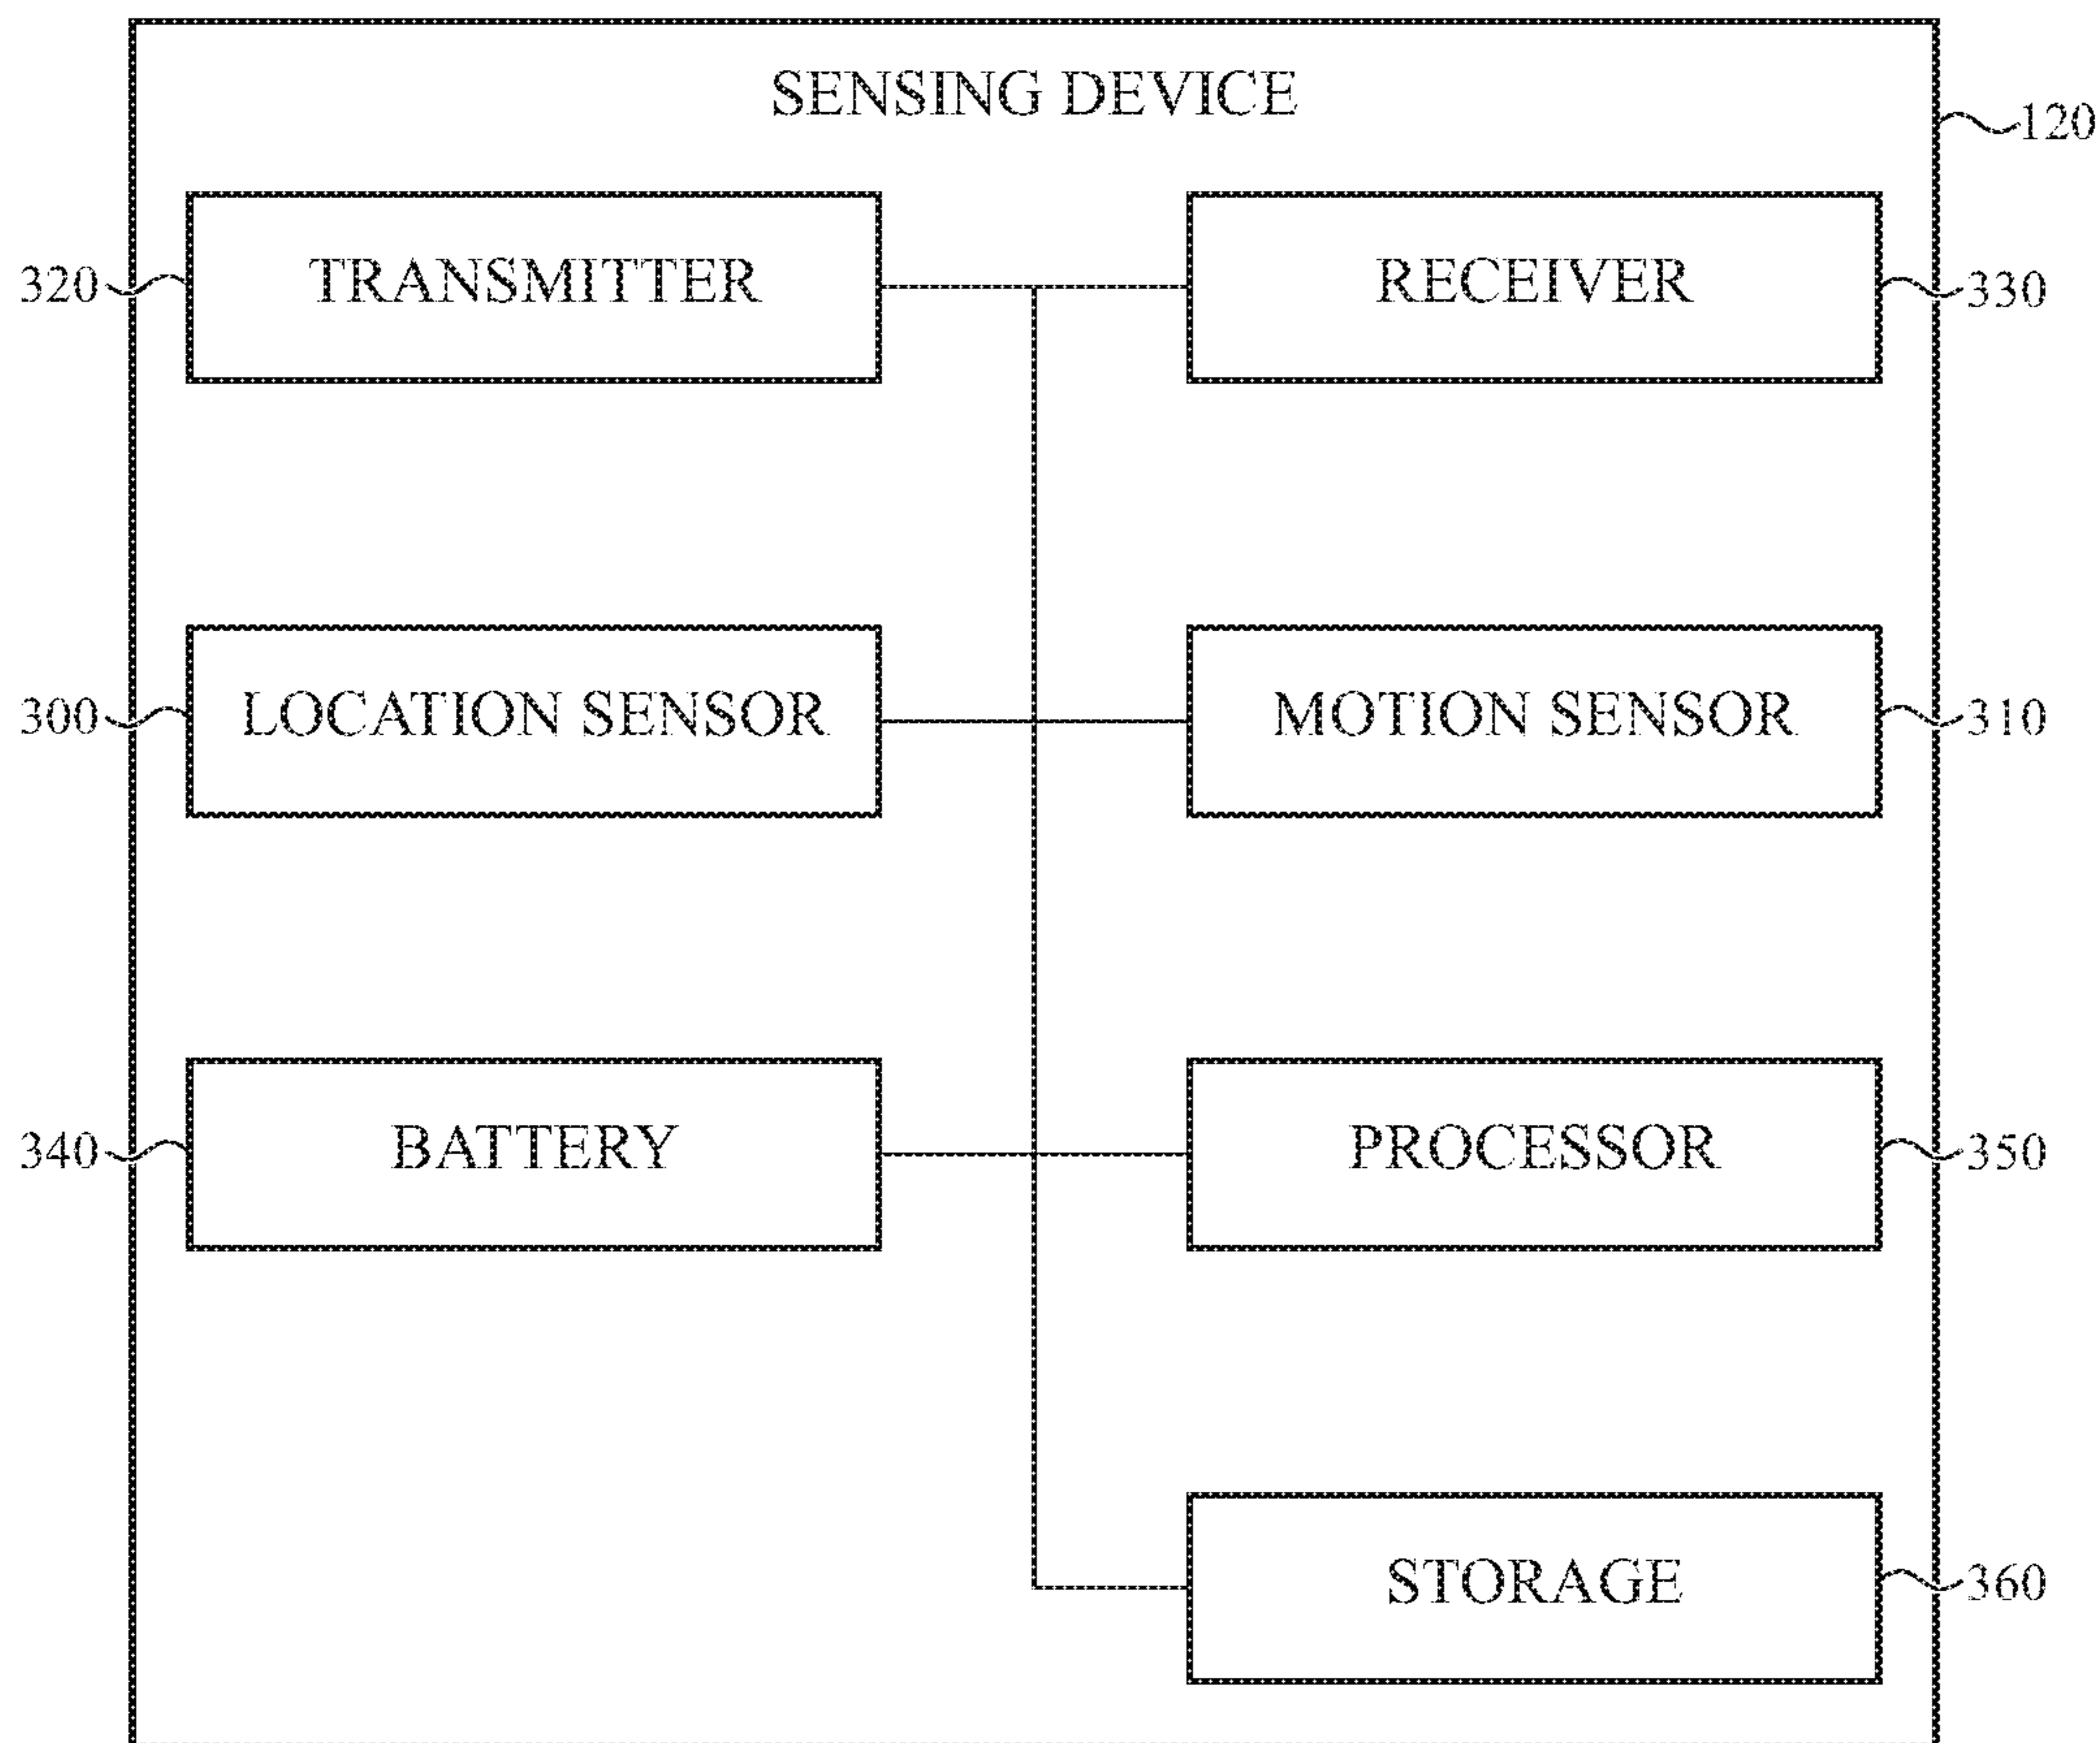 SENSING DEVICE
120
320 TRANSMITTER RECEIVER 330
300 LOCATION SENSOR MOTION SENSOR 310
340 BATTERY PROCESSOR 350
STORAGE 360